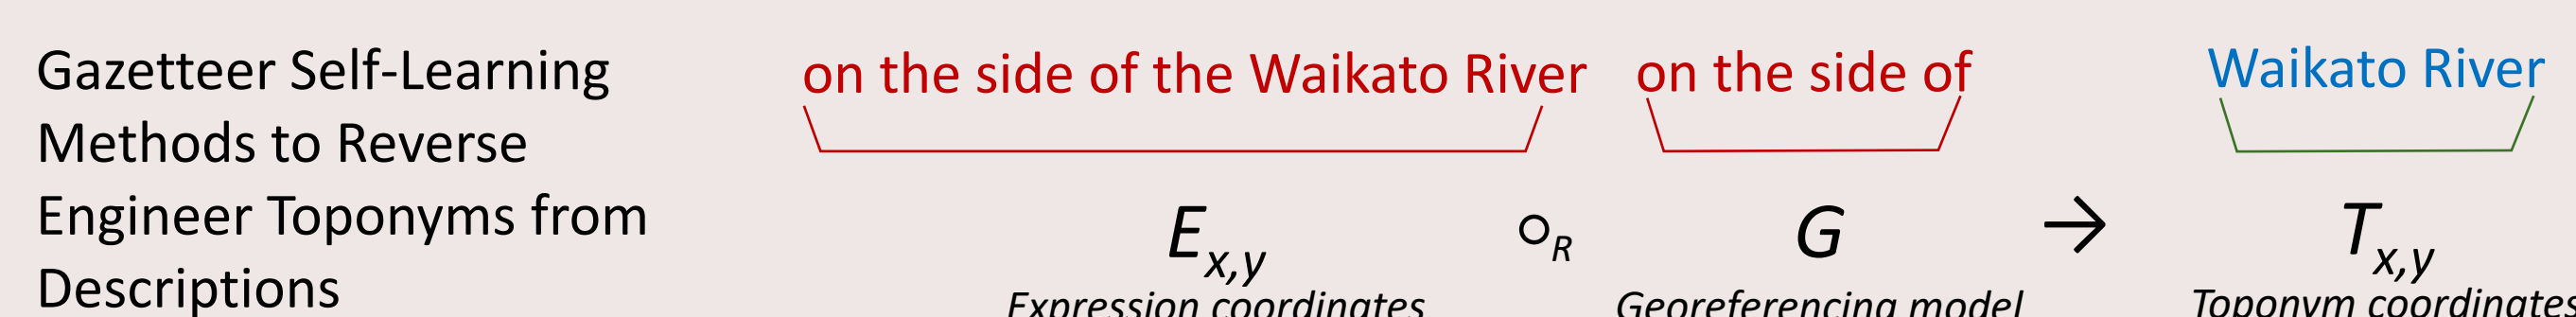 Gazetteer Self-Learning
Methods to Reverse
Engineer Toponyms from
Descriptions
on the side of the Waikato River on the side of Waikato River
E x,y ∘R G → T x,y
Expression coordinates Georeferencing model Toponym coordinates